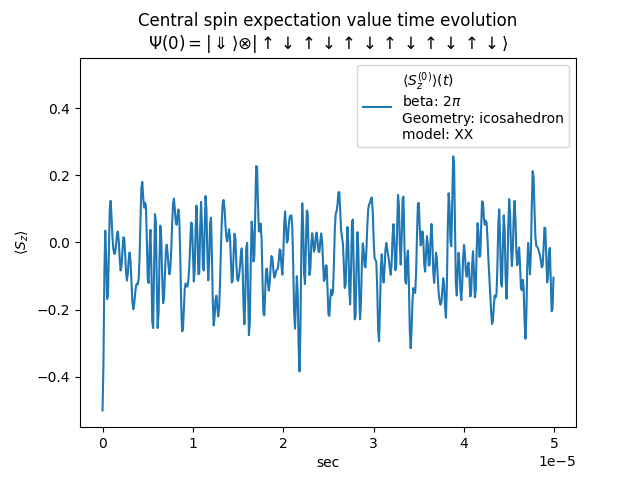 Central spin expectation value time evolution
Ψ(0) = | ⇓ ⟩⊗| ↑ ↓ ↑ ↓ ↑ ↓ ↑ ↓ ↑ ↓ ↑ ↓⟩
⟨S_z^(0)⟩(t)
beta: 2π
Geometry: icosahedron
model: XX
⟨S_z⟩
0.4
0.2
0.0
−0.2
−0.4
0 1 2 3 4 5
1e−5
sec